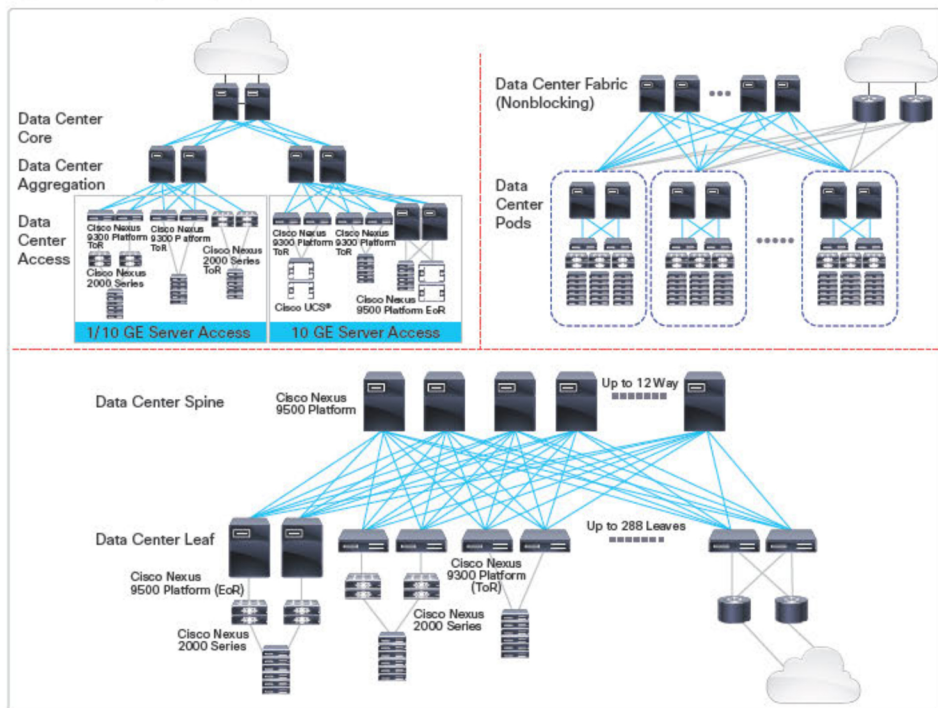 Data Center
Core
Data Center
Aggregation
Data
Center
Access
Cisco Nexus
9300 Platform
ToR
Cisco Nexus
9300 Platform
ToR
Cisco Nexus
2000 Series
Cisco Nexus
2000 Series
ToR
1/10 GE Server Access
Cisco Nexus
9300 Platform
ToR
Cisco Nexus
9300 Platform
ToR
Cisco UCS®
Cisco Nexus
9500 Platform EoR
10 GE Server Access
Data Center Fabric
(Nonblocking)
Data
Center
Pods
Data Center Spine
Cisco Nexus
9500 Platform
Up to 12 Way
Data Center Leaf
Up to 288 Leaves
Cisco Nexus
9500 Platform (EoR)
Cisco Nexus
9300 Platform
(ToR)
Cisco Nexus
2000 Series
Cisco Nexus
2000 Series